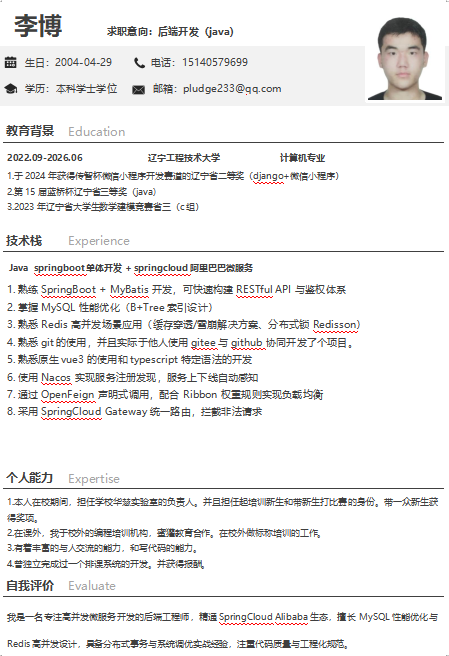 李博 求职意向：后端开发（java）
生日：2004-04-29 电话：15140579699
学历：本科学士学位 邮箱：pludge233@qq.com
教育背景 Education
2022.09-2026.06 辽宁工程技术大学 计算机专业
1.于 2024 年获得传智杯微信小程序开发赛道的辽宁省二等奖（django+微信小程序）
2.第 15 届蓝桥杯辽宁省三等奖（java）
3.2023 年辽宁省大学生数学建模竞赛省三（c 组）
技术栈 Experience
Java springboot单体开发 + springcloud 阿里巴巴微服务
1. 熟练 SpringBoot + MyBatis 开发，可快速构建 RESTful API 与鉴权体系
2. 掌握 MySQL 性能优化（B+Tree 索引设计）
3. 熟悉 Redis 高并发场景应用（缓存穿透/雪崩解决方案、分布式锁 Redisson）
4. 熟悉 git 的使用，并且实际于他人使用 gitee 与 github 协同开发了个项目。
5. 熟悉原生 vue3 的使用和 typescript 特定语法的开发
6. 使用 Nacos 实现服务注册发现，服务上下线自动感知
7. 通过 OpenFeign 声明式调用，配合 Ribbon 权重规则实现负载均衡
8. 采用 SpringCloud Gateway 统一路由，拦截非法请求
个人能力 Expertise
1.本人在校期间，担任学校华慧实验室的负责人。并且担任起培训新生和带新生打比赛的身份。带一众新生获
得奖项。
2.在课外，我于校外的编程培训机构，蜜獾教育合作。在校外做标称培训的工作。
3.有着丰富的与人交流的能力，和写代码的能力。
4.曾独立完成过一个排课系统的开发。并获得报酬。
自我评价 Evaluate
我是一名专注高并发微服务开发的后端工程师，精通 SpringCloud Alibaba 生态，擅长 MySQL 性能优化与
Redis 高并发设计，具备分布式事务与系统调优实战经验，注重代码质量与工程化规范。